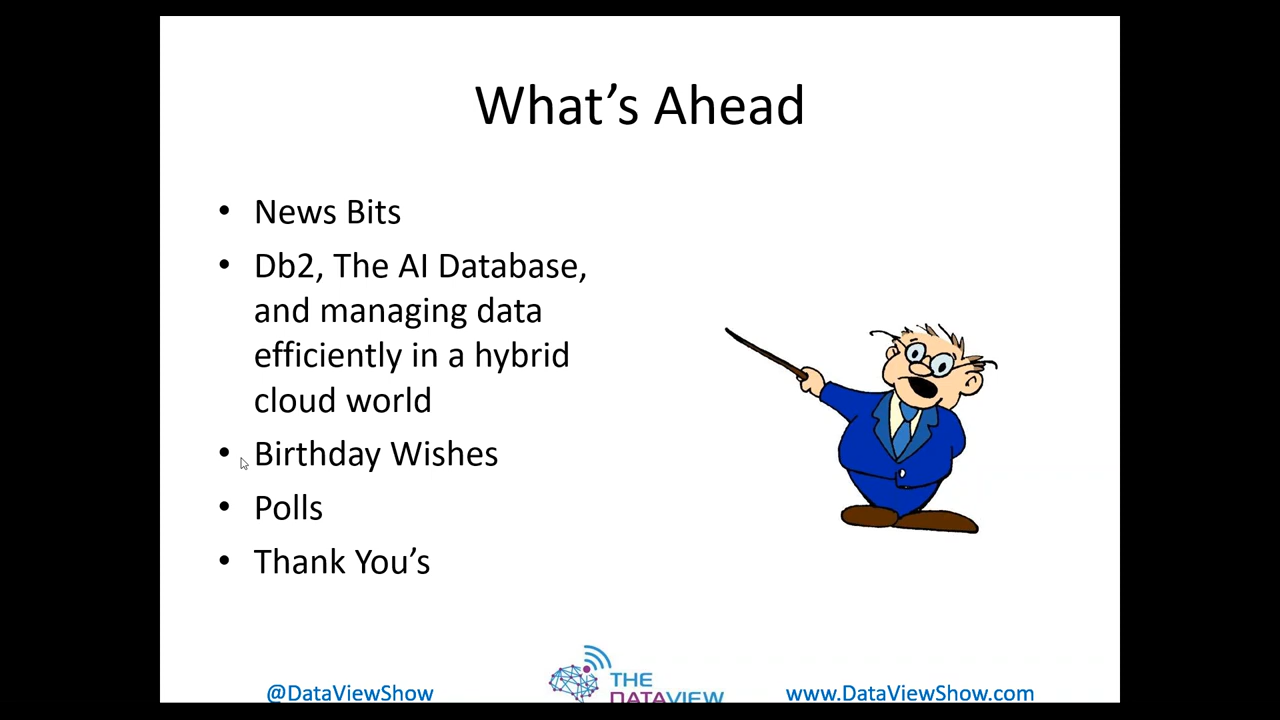 What's Ahead
• News Bits
• Db2, The AI Database,
and managing data
efficiently in a hybrid
cloud world
• Birthday Wishes
• Polls
• Thank You's
@DataViewShow
THE
DATAVIEW
www.DataViewShow.com